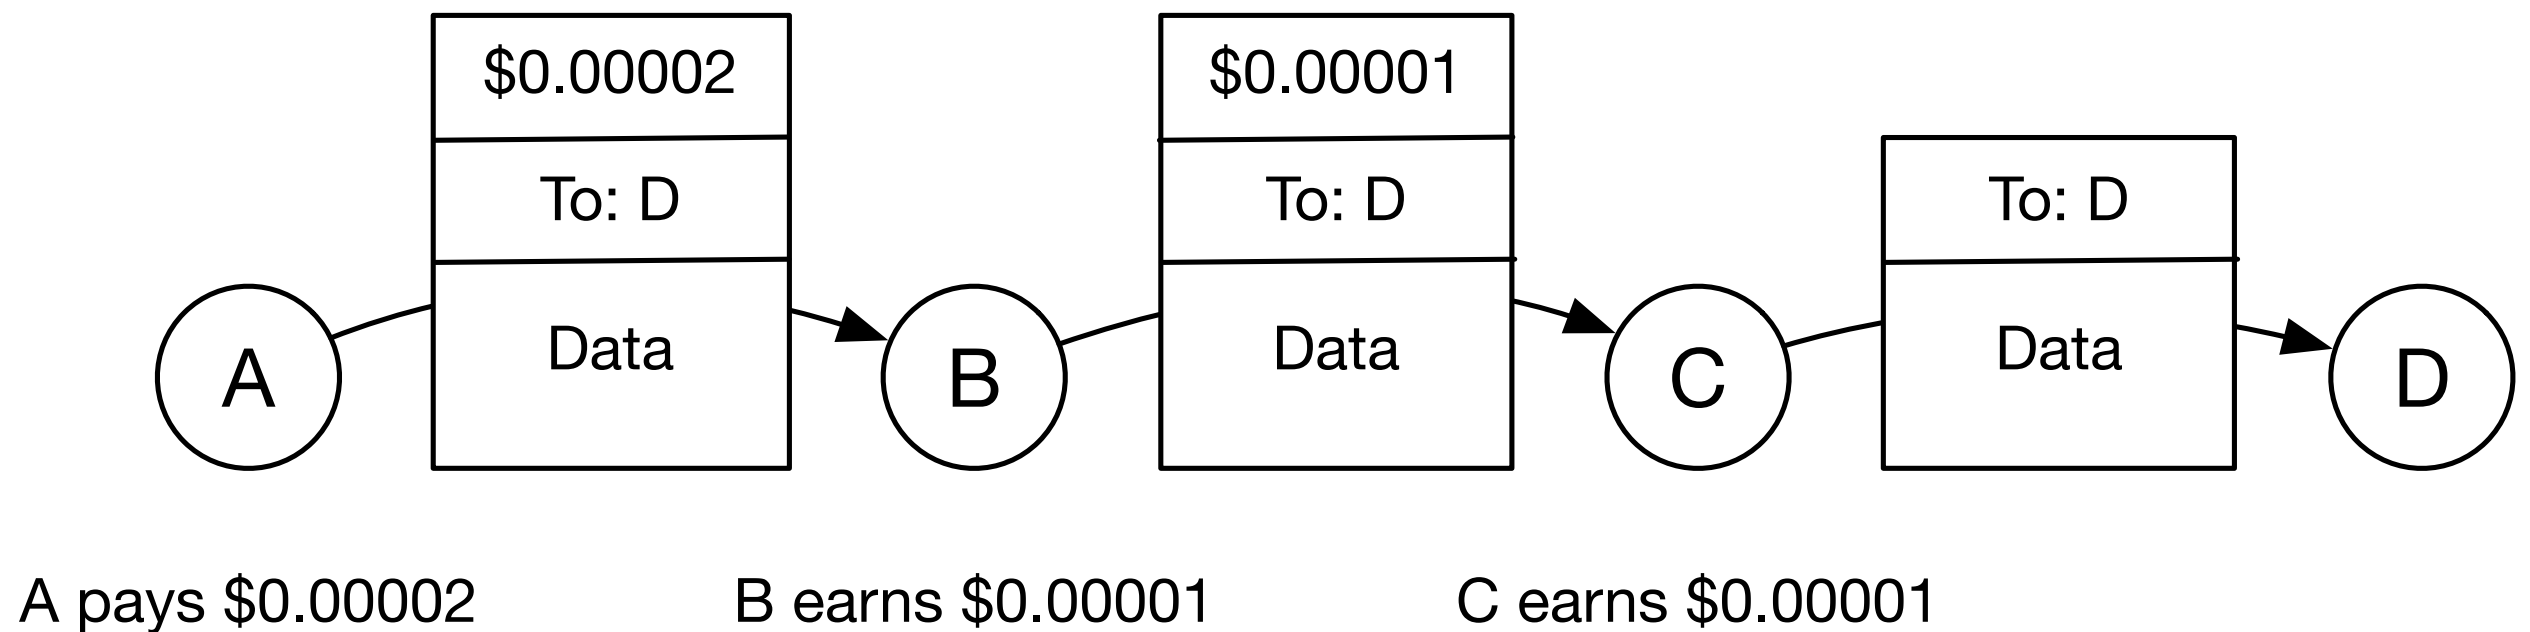 $0.00002
$0.00001
To: D
To: D
To: D
A
Data
B
Data
C
Data
D
A pays $0.00002
B earns $0.00001
C earns $0.00001